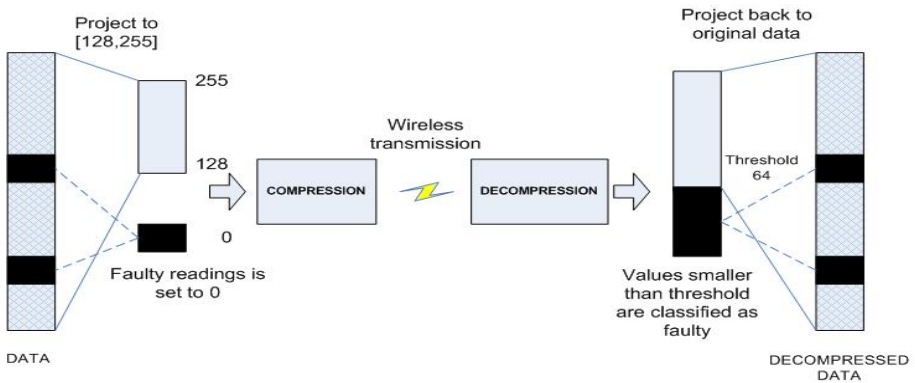 Project to
[128,255]
255
128
0
Faulty readings is
set to 0
DATA
COMPRESSION
Wireless
transmission
DECOMPRESSION
Project back to
original data
Threshold
64
Values smaller
than threshold
are classified as
faulty
DECOMPRESSED
DATA